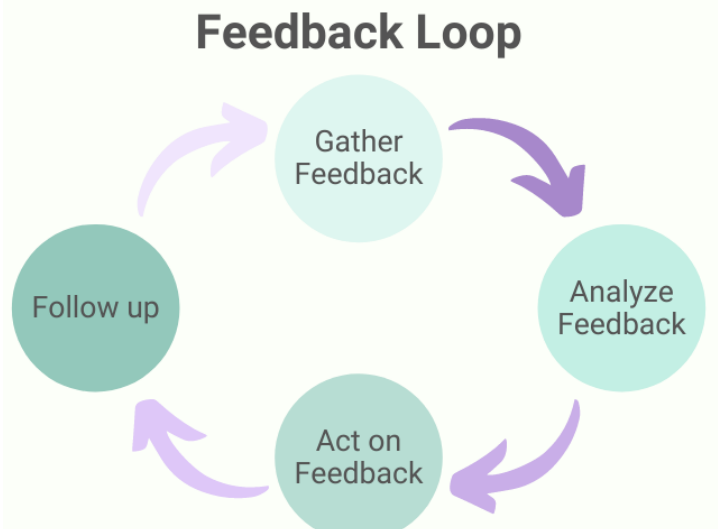 Feedback Loop
Gather
Feedback
Analyze
Feedback
Act on
Feedback
Follow up